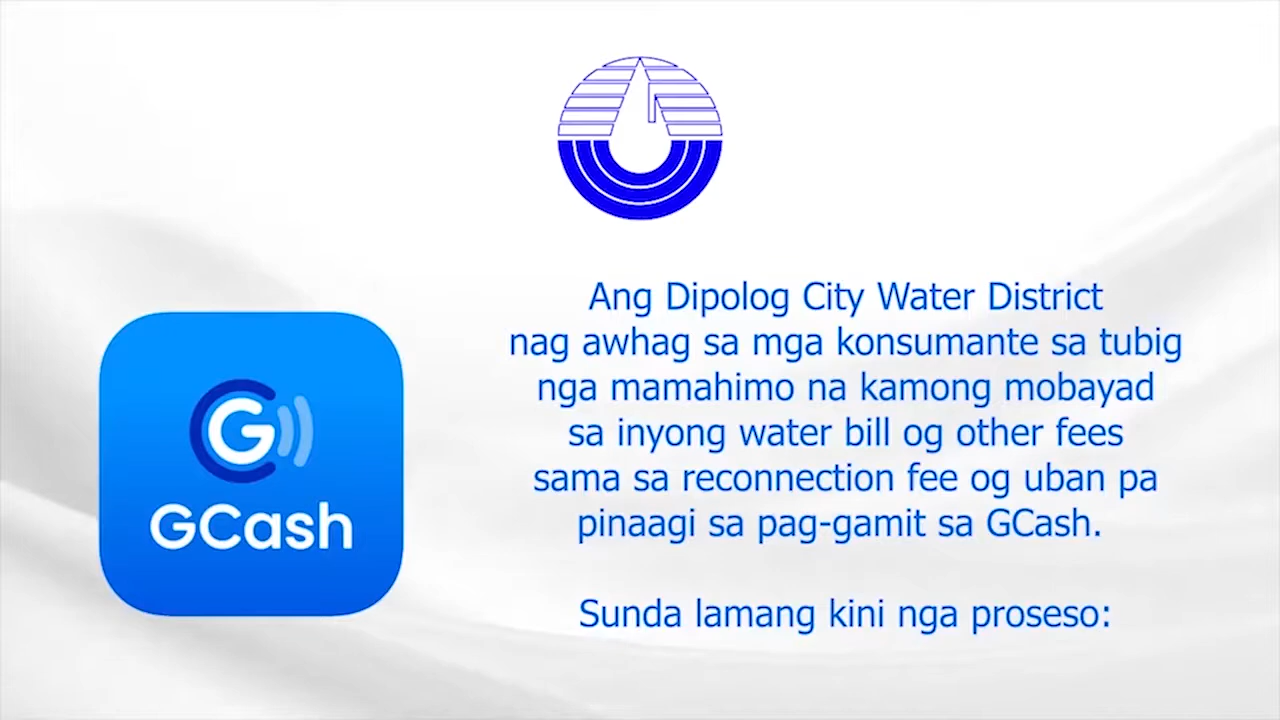 Ang Dipolog City Water District
nag awhag sa mga konsumante sa tubig
nga mamahimo na kamong mobayad
sa inyong water bill og other fees
sama sa reconnection fee og uban pa
pinaagi sa pag-gamit sa GCash.
Sunda lamang kini nga proseso:
G
GCash